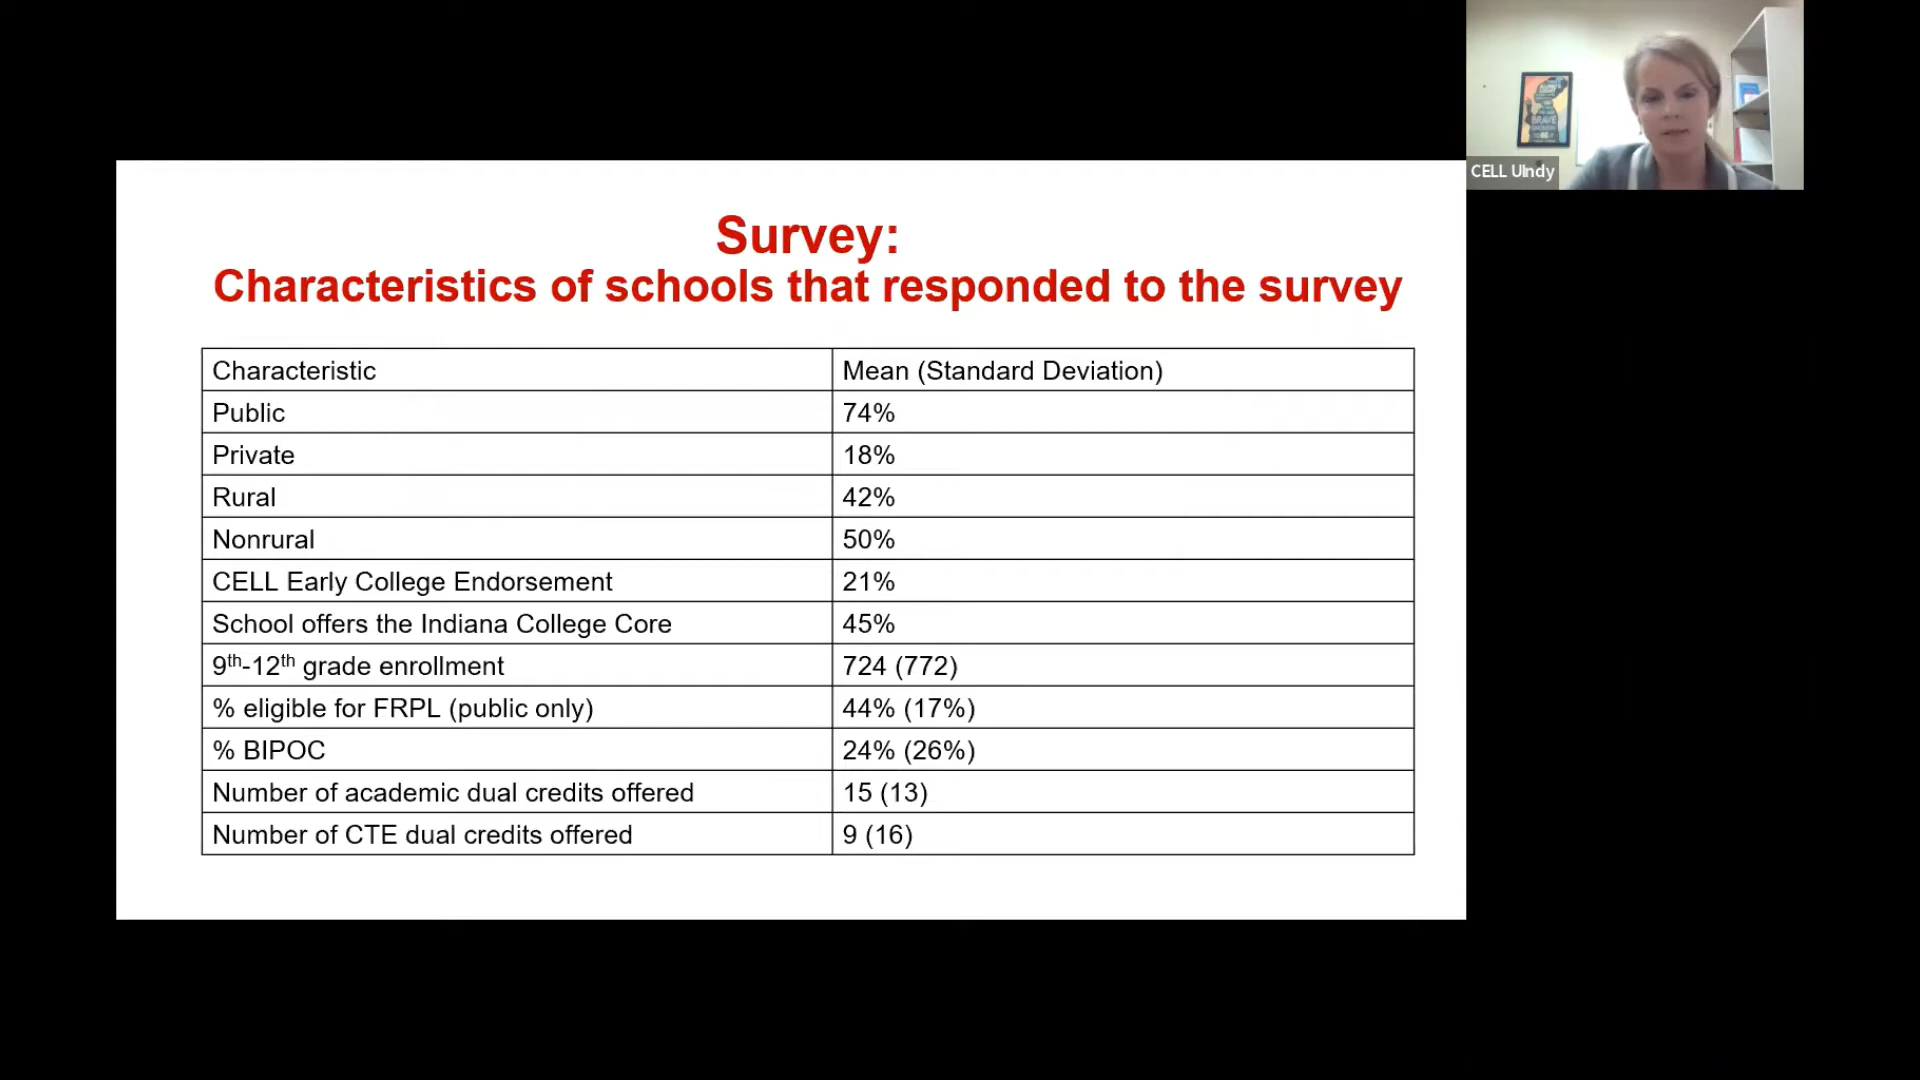 CELL UIndy
BRAVE
Survey:
Characteristics of schools that responded to the survey
Characteristic Mean (Standard Deviation)
Public 74%
Private 18%
Rural 42%
Nonrural 50%
CELL Early College Endorsement 21%
School offers the Indiana College Core 45%
9th-12th grade enrollment 724 (772)
% eligible for FRPL (public only) 44% (17%)
% BIPOC 24% (26%)
Number of academic dual credits offered 15 (13)
Number of CTE dual credits offered 9 (16)